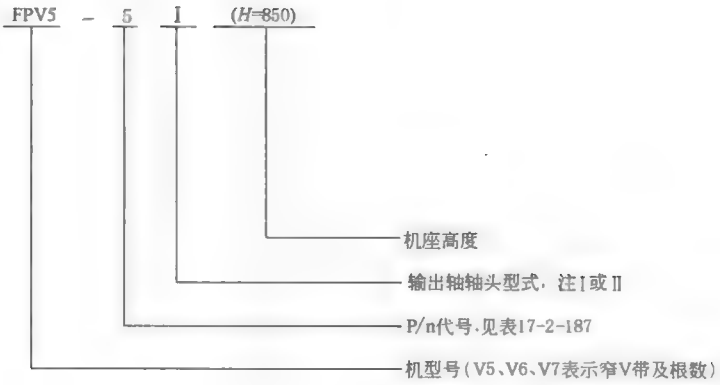 FPV5 - 5 Ⅰ (H=850)
机座高度
输出轴轴头型式，注Ⅰ或Ⅱ
P/n代号.见表17-2-187
机型号(V5、V6、V7表示窄V带及根数)